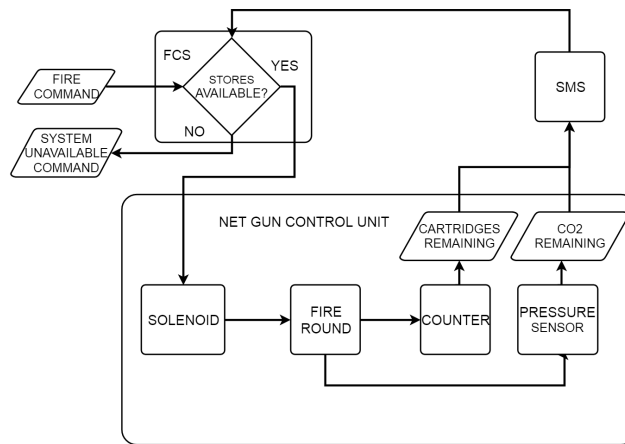 FCS
YES
STORES
AVAILABLE?
FIRE
COMMAND
NO
SYSTEM
UNAVAILABLE
COMMAND
SMS
NET GUN CONTROL UNIT
CARTRIDGES
REMAINING
CO2
REMAINING
SOLENOID
FIRE
ROUND
COUNTER
PRESSURE
SENSOR